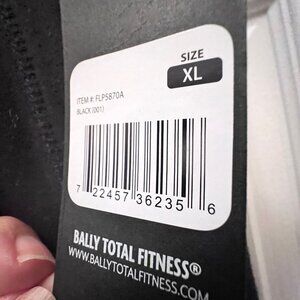 SIZE
XL
ITEM #: FLP5870A
BLACK (001)
7 22457 36235 6
BALLY TOTAL FITNESS®
WWW.BALLYTOTALFITNESS.COM